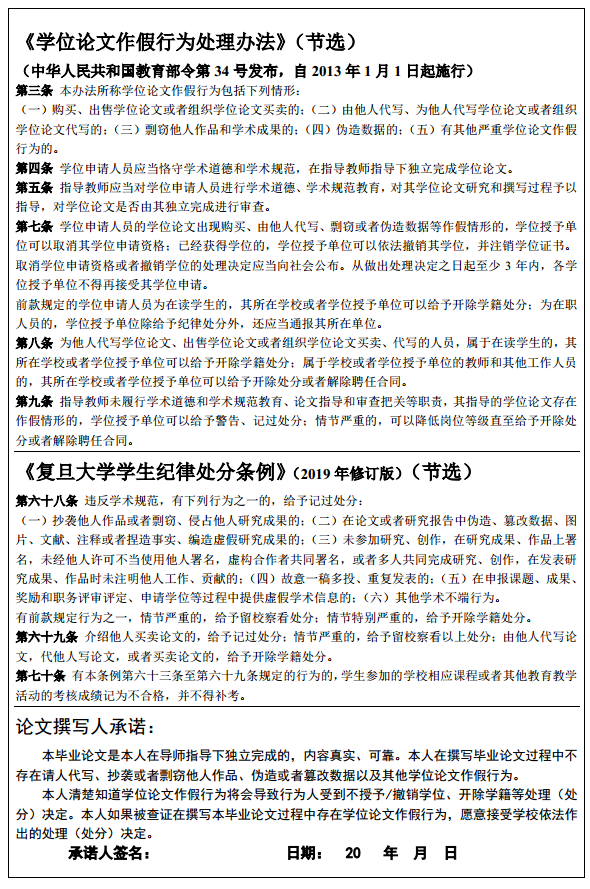 《学位论文作假行为处理办法》（节选）
（中华人民共和国教育部令第 34 号发布，自 2013 年 1 月 1 日起施行）
第三条 本办法所称学位论文作假行为包括下列情形：
（一）购买、出售学位论文或者组织学位论文买卖的；（二）由他人代写、为他人代写学位论文或者组织
学位论文代写的；（三）剽窃他人作品和学术成果的；（四）伪造数据的；（五）有其他严重学位论文作假
行为的。
第四条 学位申请人员应当恪守学术道德和学术规范，在指导教师指导下独立完成学位论文。
第五条 指导教师应当对学位申请人员进行学术道德、学术规范教育，对其学位论文研究和撰写过程予以
指导，对学位论文是否由其独立完成进行审查。
第七条 学位申请人员的学位论文出现购买、由他人代写、剽窃或者伪造数据等作假情形的，学位授予单
位可以取消其学位申请资格；已经获得学位的，学位授予单位可以依法撤销其学位，并注销学位证书。
取消学位申请资格或者撤销学位的处理决定应当向社会公布。从做出处理决定之日起至少 3 年内，各学
位授予单位不得再接受其学位申请。
前款规定的学位申请人员为在读学生的，其所在学校或者学位授予单位可以给予开除学籍处分；为在职
人员的，学位授予单位除给予纪律处分外，还应当通报其所在单位。
第八条 为他人代写学位论文、出售学位论文或者组织学位论文买卖、代写的人员，属于在读学生的，其
所在学校或者学位授予单位可以给予开除学籍处分；属于学校或者学位授予单位的教师和其他工作人员
的，其所在学校或者学位授予单位可以给予开除处分或者解除聘任合同。
第九条 指导教师未履行学术道德和学术规范教育、论文指导和审查把关等职责，其指导的学位论文存在
作假情形的，学位授予单位可以给予警告、记过处分；情节严重的，可以降低岗位等级直至给予开除处
分或者解除聘任合同。
《复旦大学学生纪律处分条例》（2019 年修订版）（节选）
第六十八条 违反学术规范，有下列行为之一的，给予记过处分：
（一）抄袭他人作品或者剽窃、侵占他人研究成果的；（二）在论文或者研究报告中伪造、篡改数据、图
片、文献、注释或者捏造事实、编造虚假研究成果的；（三）未参加研究、创作，在研究成果、作品上署
名，未经他人许可不当使用他人署名，虚构合作者共同署名，或者多人共同完成研究、创作，在发表研
究成果、作品时未注明他人工作、贡献的；（四）故意一稿多投、重复发表的；（五）在申报课题、成果、
奖励和职务评审评定、申请学位等过程中提供虚假学术信息的；（六）其他学术不端行为。
有前款规定行为之一，情节严重的，给予留校察看处分；情节特别严重的，给予开除学籍处分。
第六十九条 介绍他人买卖论文的，给予记过处分；情节严重的，给予留校察看以上处分；由他人代写论
文，代他人写论文，或者买卖论文的，给予开除学籍处分。
第七十条 有本条例第六十三条至第六十九条规定的行为的，学生参加的学校相应课程或者其他教育教学
活动的考核成绩记为不合格，并不得补考。
论文撰写人承诺：
本毕业论文是本人在导师指导下独立完成的，内容真实、可靠。本人在撰写毕业论文过程中不
存在请人代写、抄袭或者剽窃他人作品、伪造或者篡改数据以及其他学位论文作假行为。
本人清楚知道学位论文作假行为将会导致行为人受到不授予/撤销学位、开除学籍等处理（处
分）决定。本人如果被查证在撰写本毕业论文过程中存在学位论文作假行为，愿意接受学校依法作
出的处理（处分）决定。
承诺人签名： 日期： 20 年 月 日